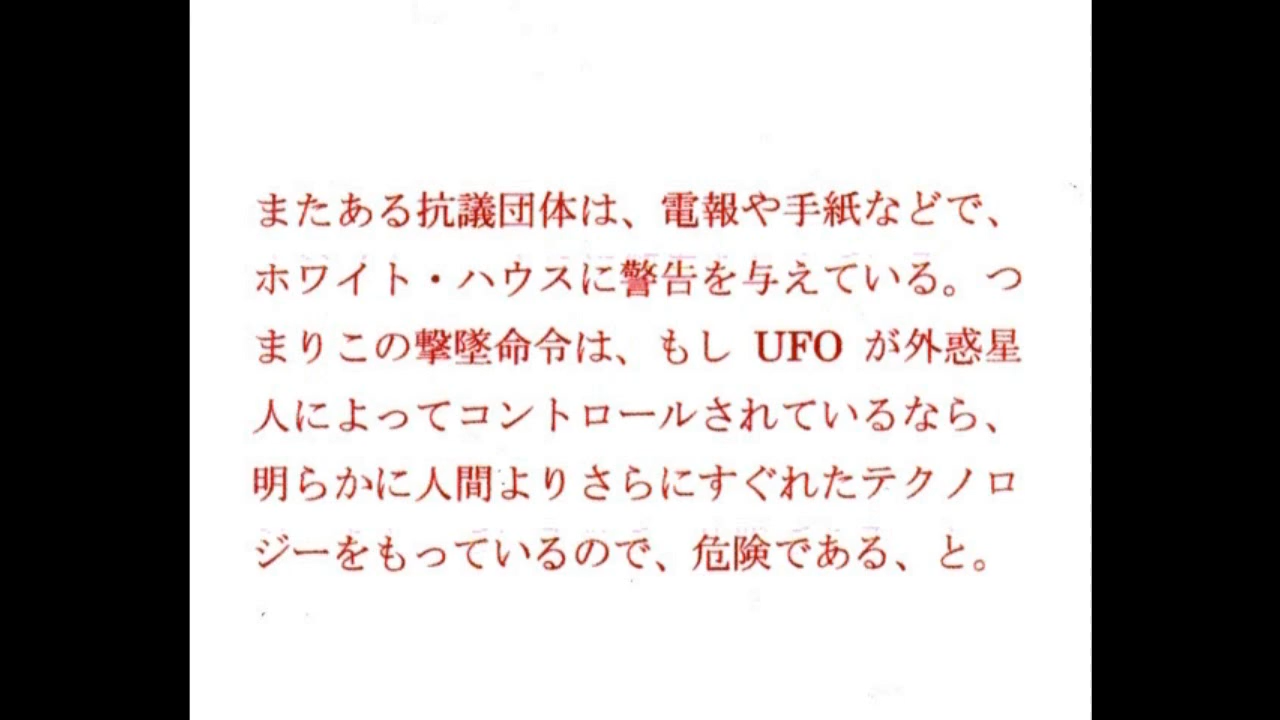 またある抗議団体は、電報や手紙などで、
ホワイト・ハウスに警告を与えている。つ
まりこの撃墜命令は、もし UFO が外惑星
人によってコントロールされているなら、
明らかに人間よりさらにすぐれたテクノロ
ジーをもっているので、危険である、と。